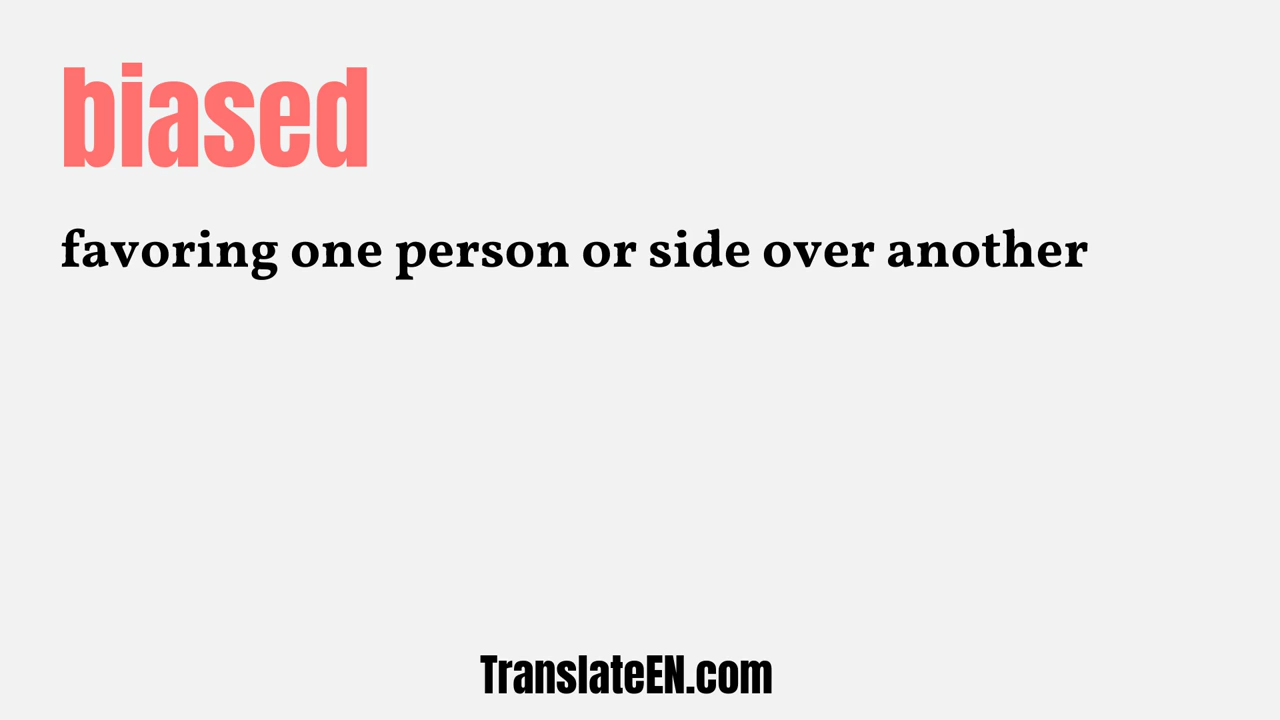 biased
favoring one person or side over another
TranslateEN.com